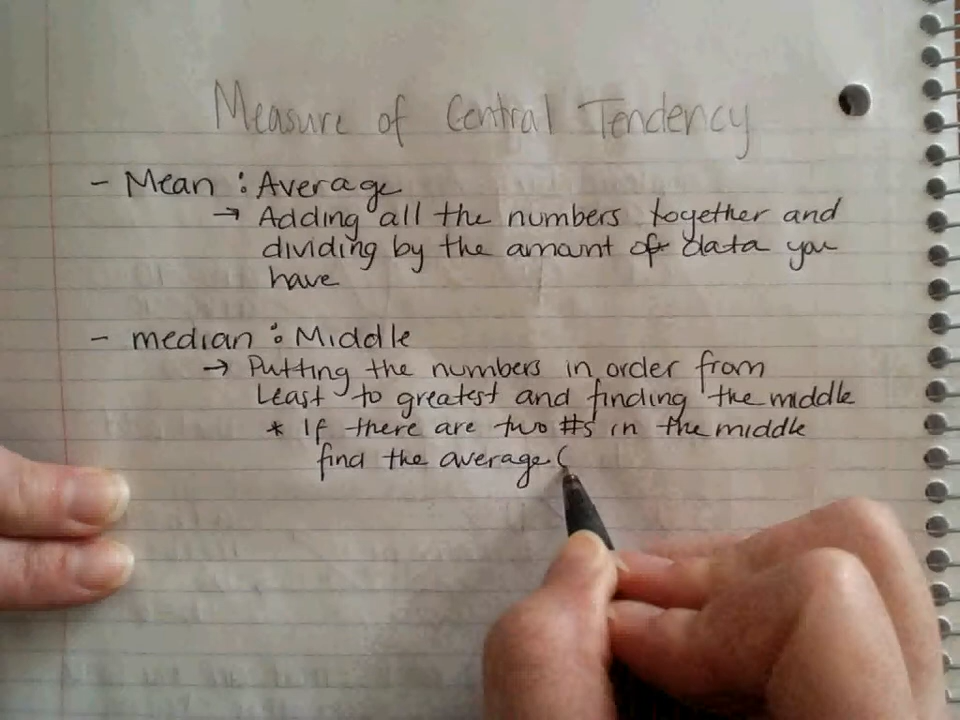 Measure of Central Tendency
- Mean : Average
→ Adding all the numbers together and
dividing by the amount of data you
have
- median : Middle
→ Putting the numbers in order from
Least to greatest and finding the middle
* If there are two #s in the middle
find the average (